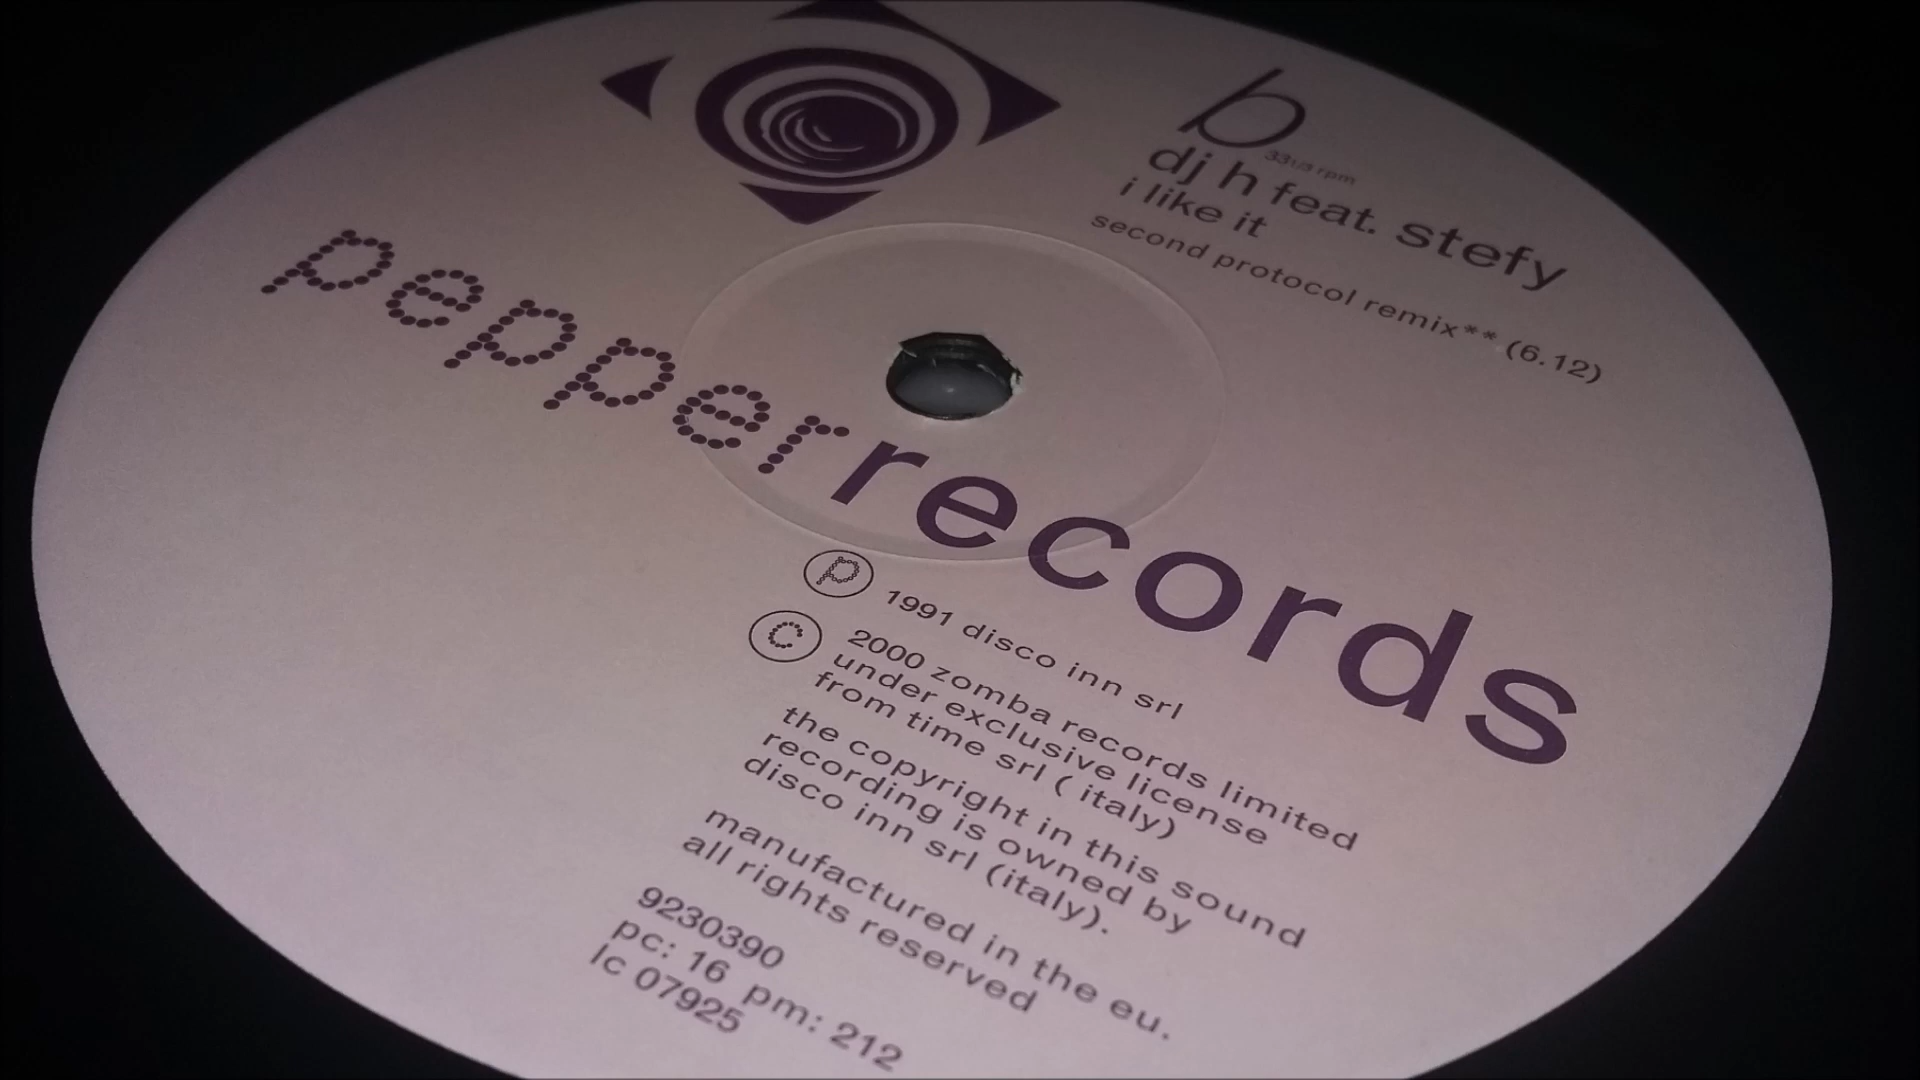 b
33 1/3 rpm
dj h feat. stefy
i like it
second protocol remix** (6.12)
pepper records
p 1991 disco inn srl
c 2000 zomba records limited
under exclusive license
from time srl ( italy)
the copyright in this sound
recording is owned by
disco inn srl (italy).
manufactured in the eu.
all rights reserved
9230390
pc: 16 pm: 212
lc 07925